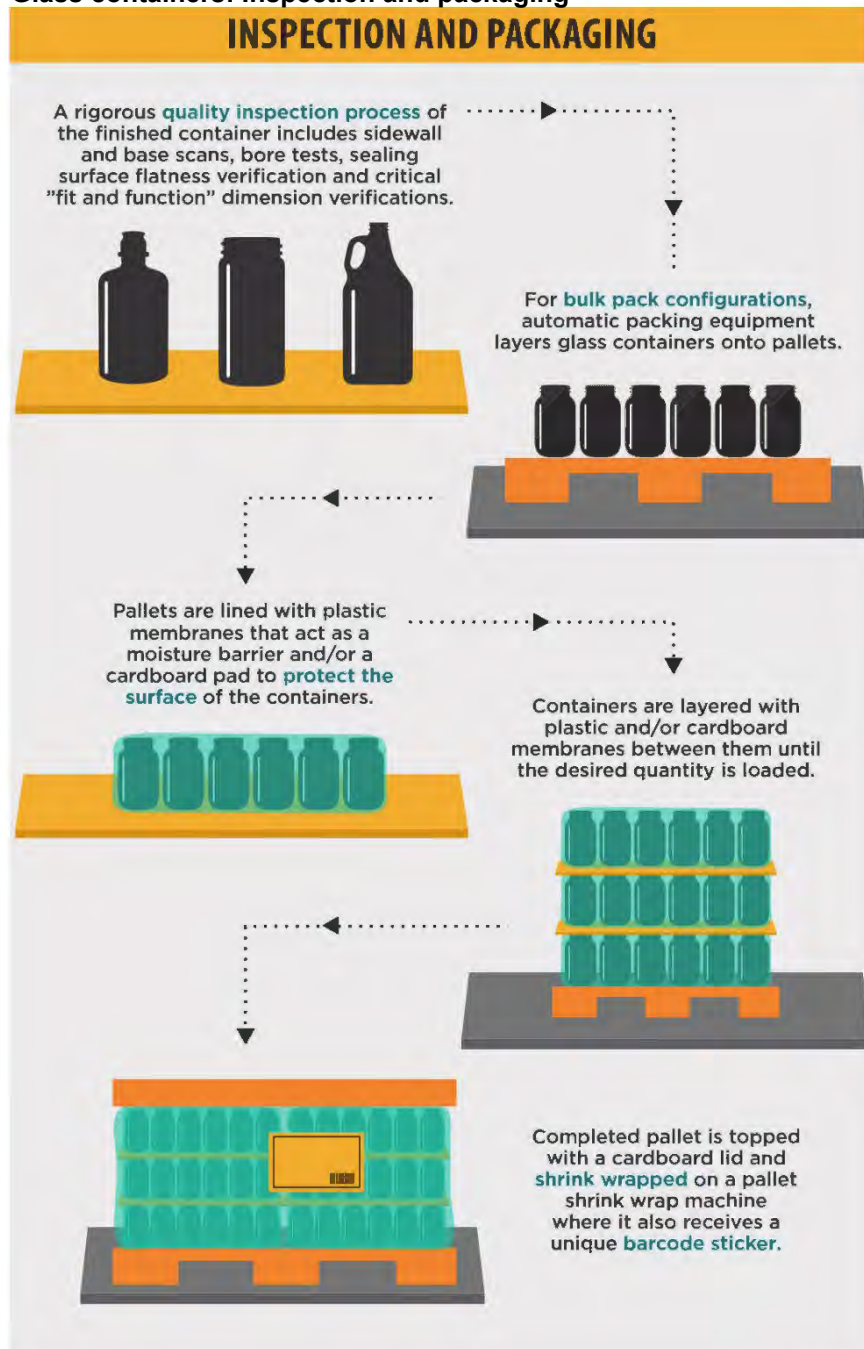 Glass containers: Inspection and packaging
INSPECTION AND PACKAGING
A rigorous quality inspection process of
the finished container includes sidewall
and base scans, bore tests, sealing
surface flatness verification and critical
”fit and function” dimension verifications.
For bulk pack configurations,
automatic packing equipment
layers glass containers onto pallets.
Pallets are lined with plastic
membranes that act as a
moisture barrier and/or a
cardboard pad to protect the
surface of the containers.
Containers are layered with
plastic and/or cardboard
membranes between them until
the desired quantity is loaded.
Completed pallet is topped
with a cardboard lid and
shrink wrapped on a pallet
shrink wrap machine
where it also receives a
unique barcode sticker.